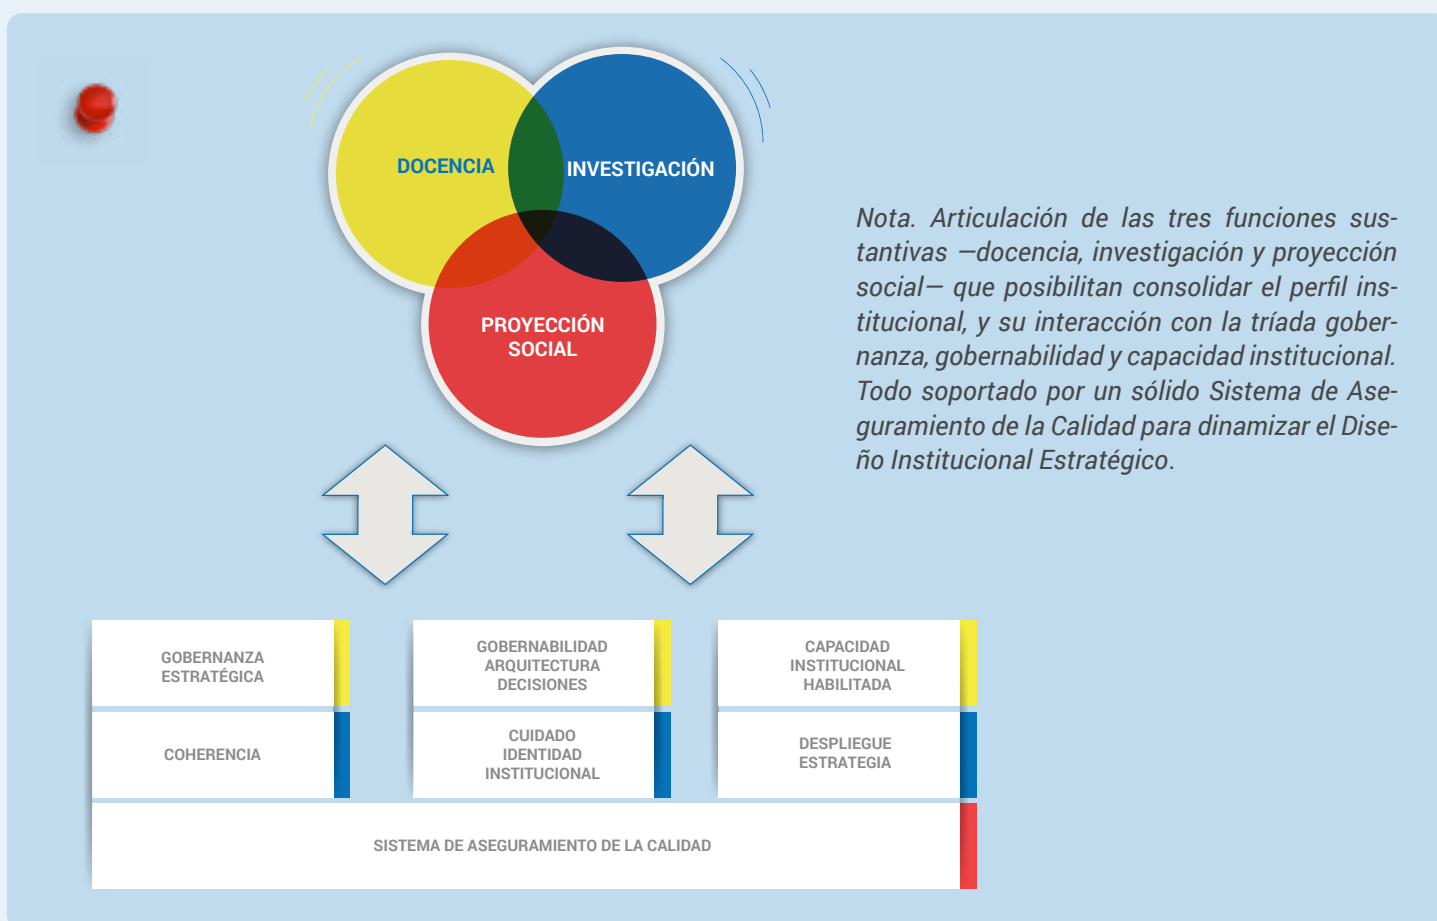 DOCENCIA
INVESTIGACIÓN
PROYECCIÓN
SOCIAL
Nota. Articulación de las tres funciones sus-
tantivas —docencia, investigación y proyección
social— que posibilitan consolidar el perfil ins-
titucional, y su interacción con la tríada gober-
nanza, gobernabilidad y capacidad institucional.
Todo soportado por un sólido Sistema de Ase-
guramiento de la Calidad para dinamizar el Dise-
ño Institucional Estratégico.
GOBERNANZA
ESTRATÉGICA
GOBERNABILIDAD
ARQUITECTURA
DECISIONES
CAPACIDAD
INSTITUCIONAL
HABILITADA
COHERENCIA
CUIDADO
IDENTIDAD
INSTITUCIONAL
DESPLIEGUE
ESTRATEGIA
SISTEMA DE ASEGURAMIENTO DE LA CALIDAD